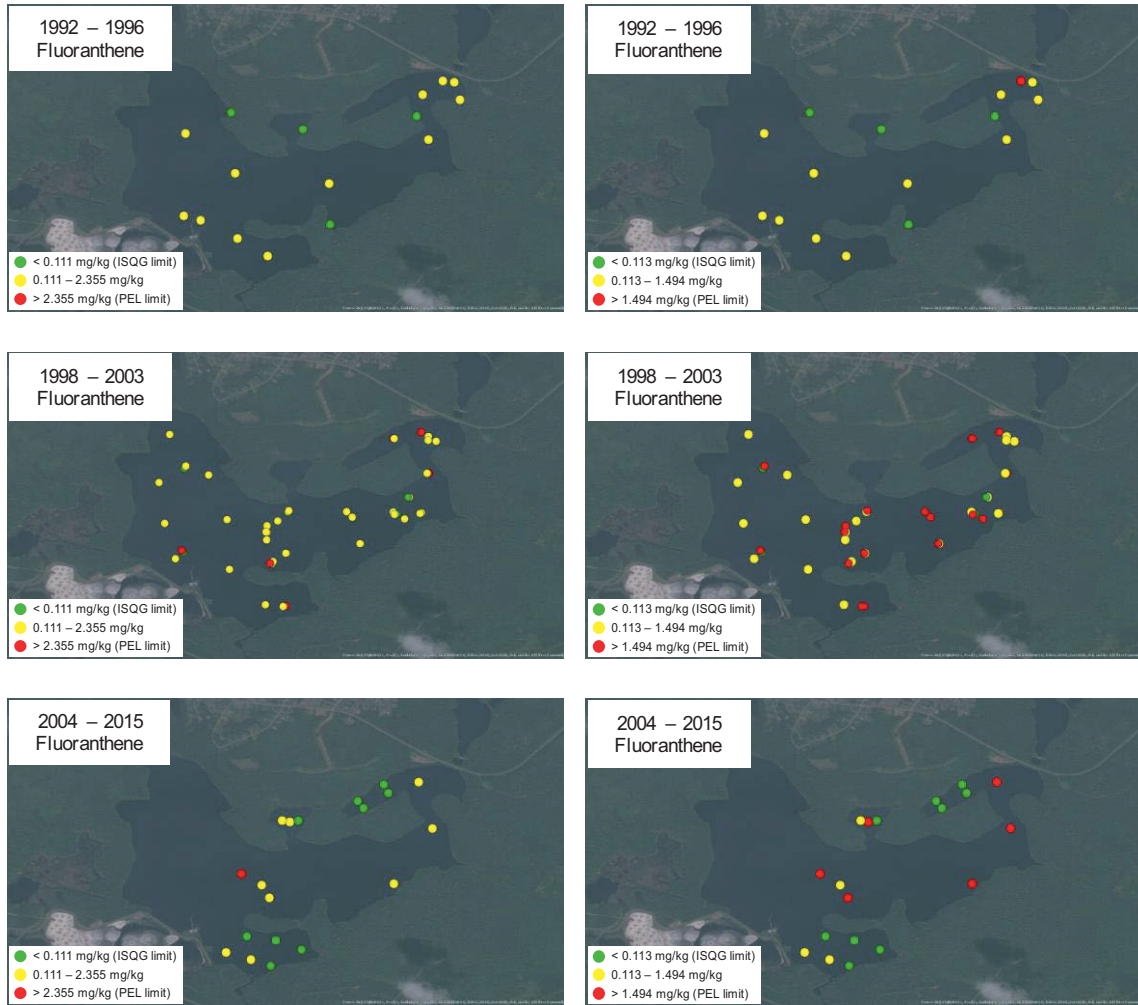 1992 – 1996
Fluoranthene
< 0.111 mg/kg (ISQG limit)
0.111 – 2.355 mg/kg
> 2.355 mg/kg (PEL limit)
1992 – 1996
Fluoranthene
< 0.113 mg/kg (ISQG limit)
0.113 – 1.494 mg/kg
> 1.494 mg/kg (PEL limit)
1998 – 2003
Fluoranthene
< 0.111 mg/kg (ISQG limit)
0.111 – 2.355 mg/kg
> 2.355 mg/kg (PEL limit)
1998 – 2003
Fluoranthene
< 0.113 mg/kg (ISQG limit)
0.113 – 1.494 mg/kg
> 1.494 mg/kg (PEL limit)
2004 – 2015
Fluoranthene
< 0.111 mg/kg (ISQG limit)
0.111 – 2.355 mg/kg
> 2.355 mg/kg (PEL limit)
2004 – 2015
Fluoranthene
< 0.113 mg/kg (ISQG limit)
0.113 – 1.494 mg/kg
> 1.494 mg/kg (PEL limit)